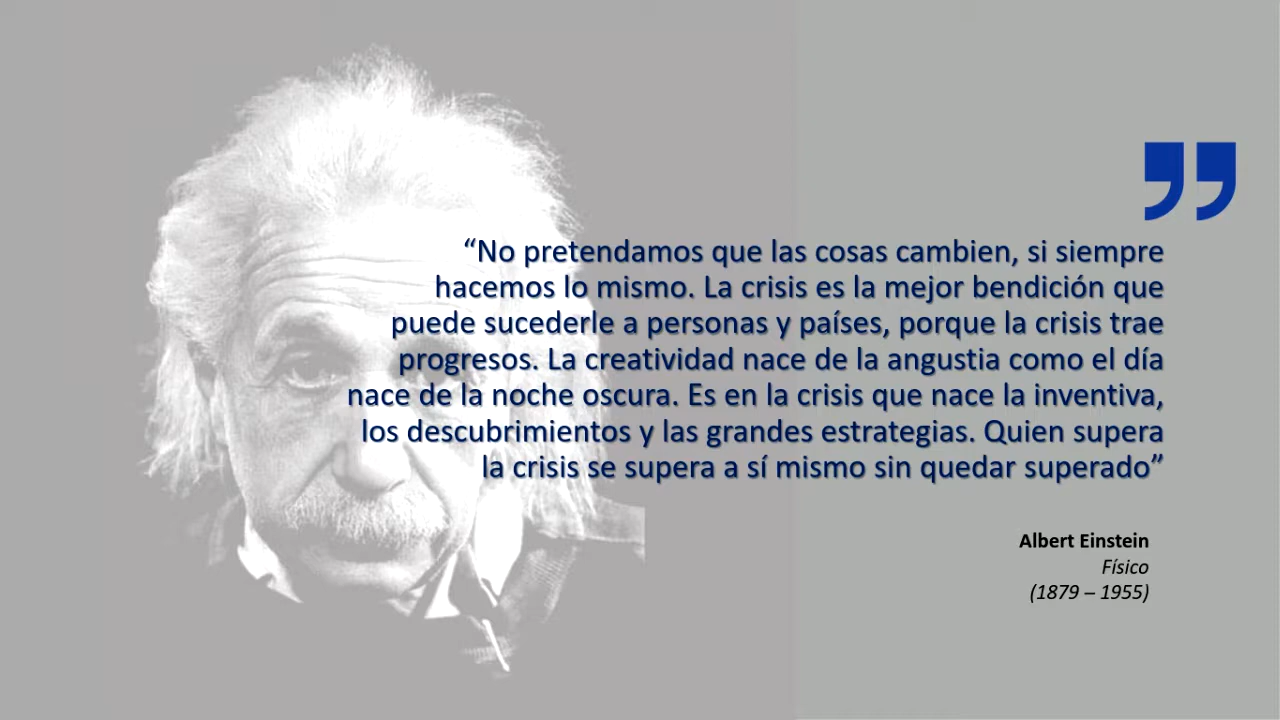 “No pretendamos que las cosas cambien, si siempre
hacemos lo mismo. La crisis es la mejor bendición que
puede sucederle a personas y países, porque la crisis trae
progresos. La creatividad nace de la angustia como el día
nace de la noche oscura. Es en la crisis que nace la inventiva,
los descubrimientos y las grandes estrategias. Quien supera
la crisis se supera a sí mismo sin quedar superado”
Albert Einstein
Físico
(1879 – 1955)